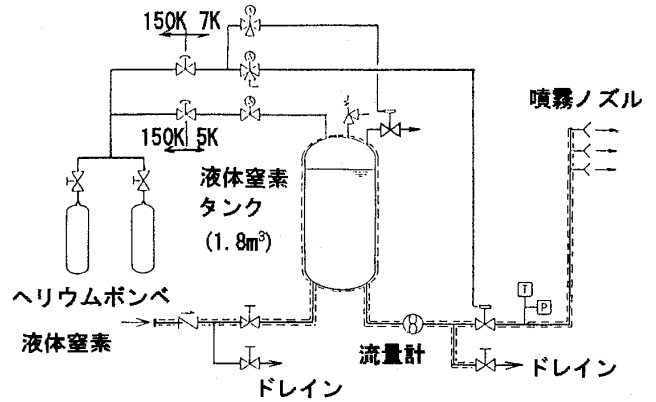 150K 7K
150K 5K
噴霧ノズル
液体窒素
タンク
(1.8m³)
T
P
ヘリウムボンベ
液体窒素
流量計
ドレイン
ドレイン